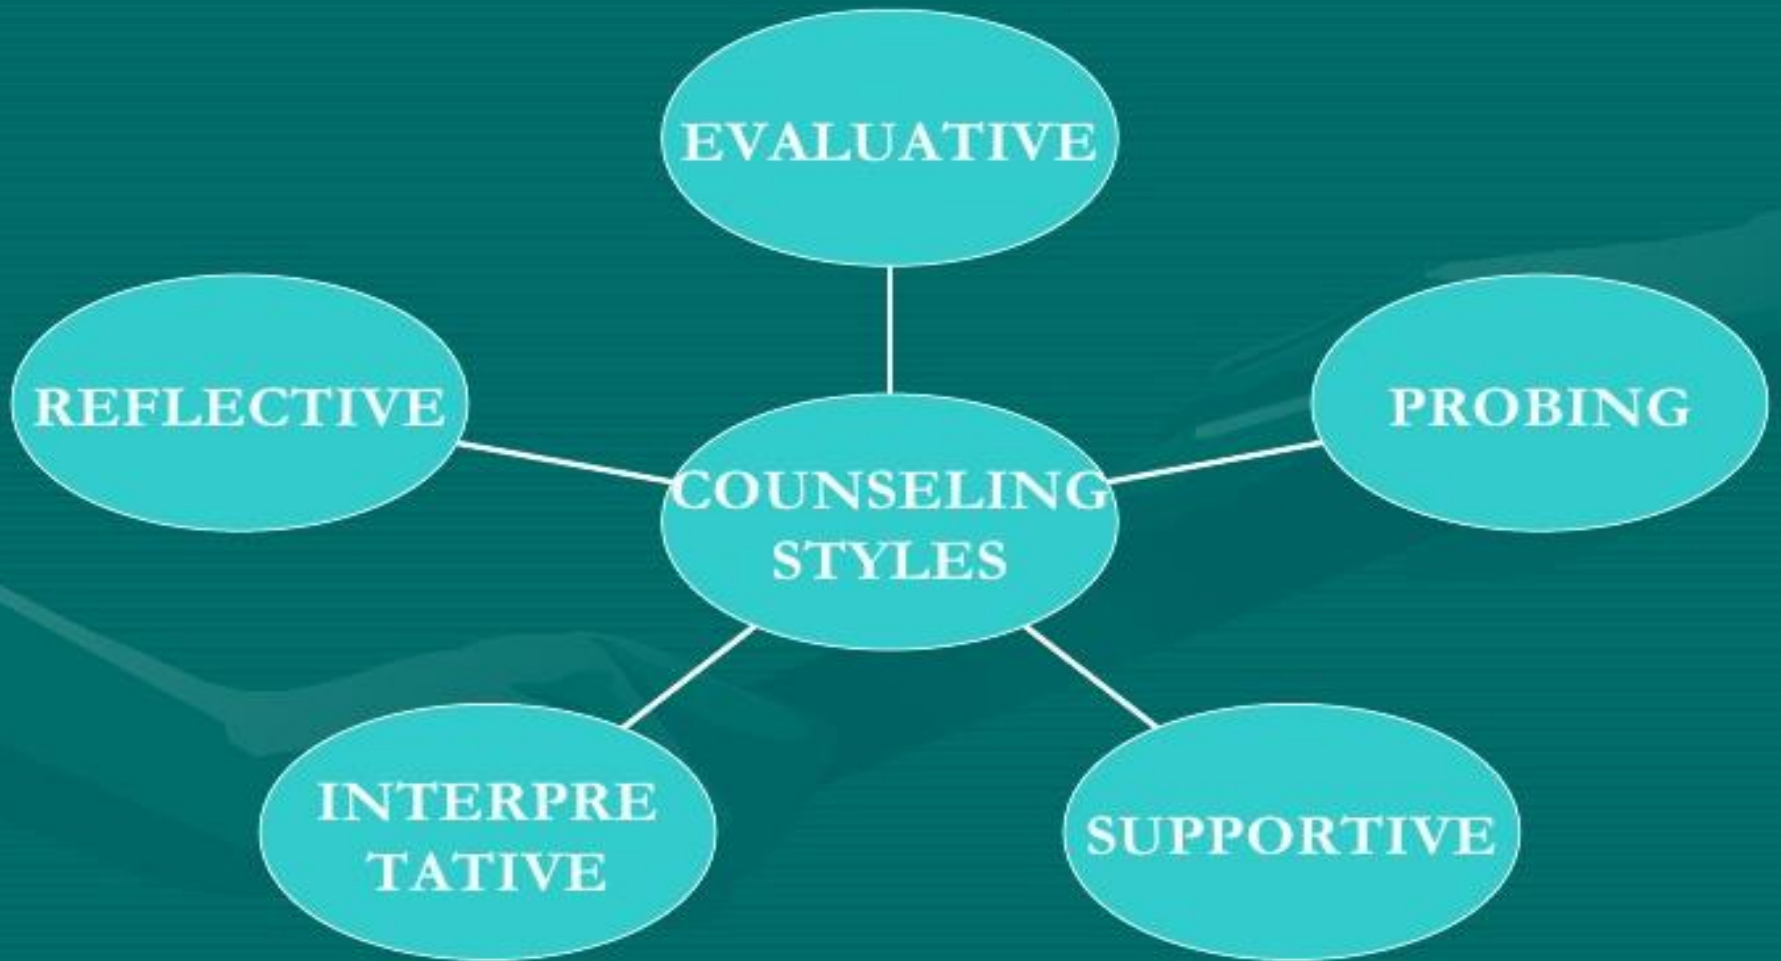 EVALUATIVE
REFLECTIVE
PROBING
COUNSELING
STYLES
INTERPRE
TATIVE
SUPPORTIVE